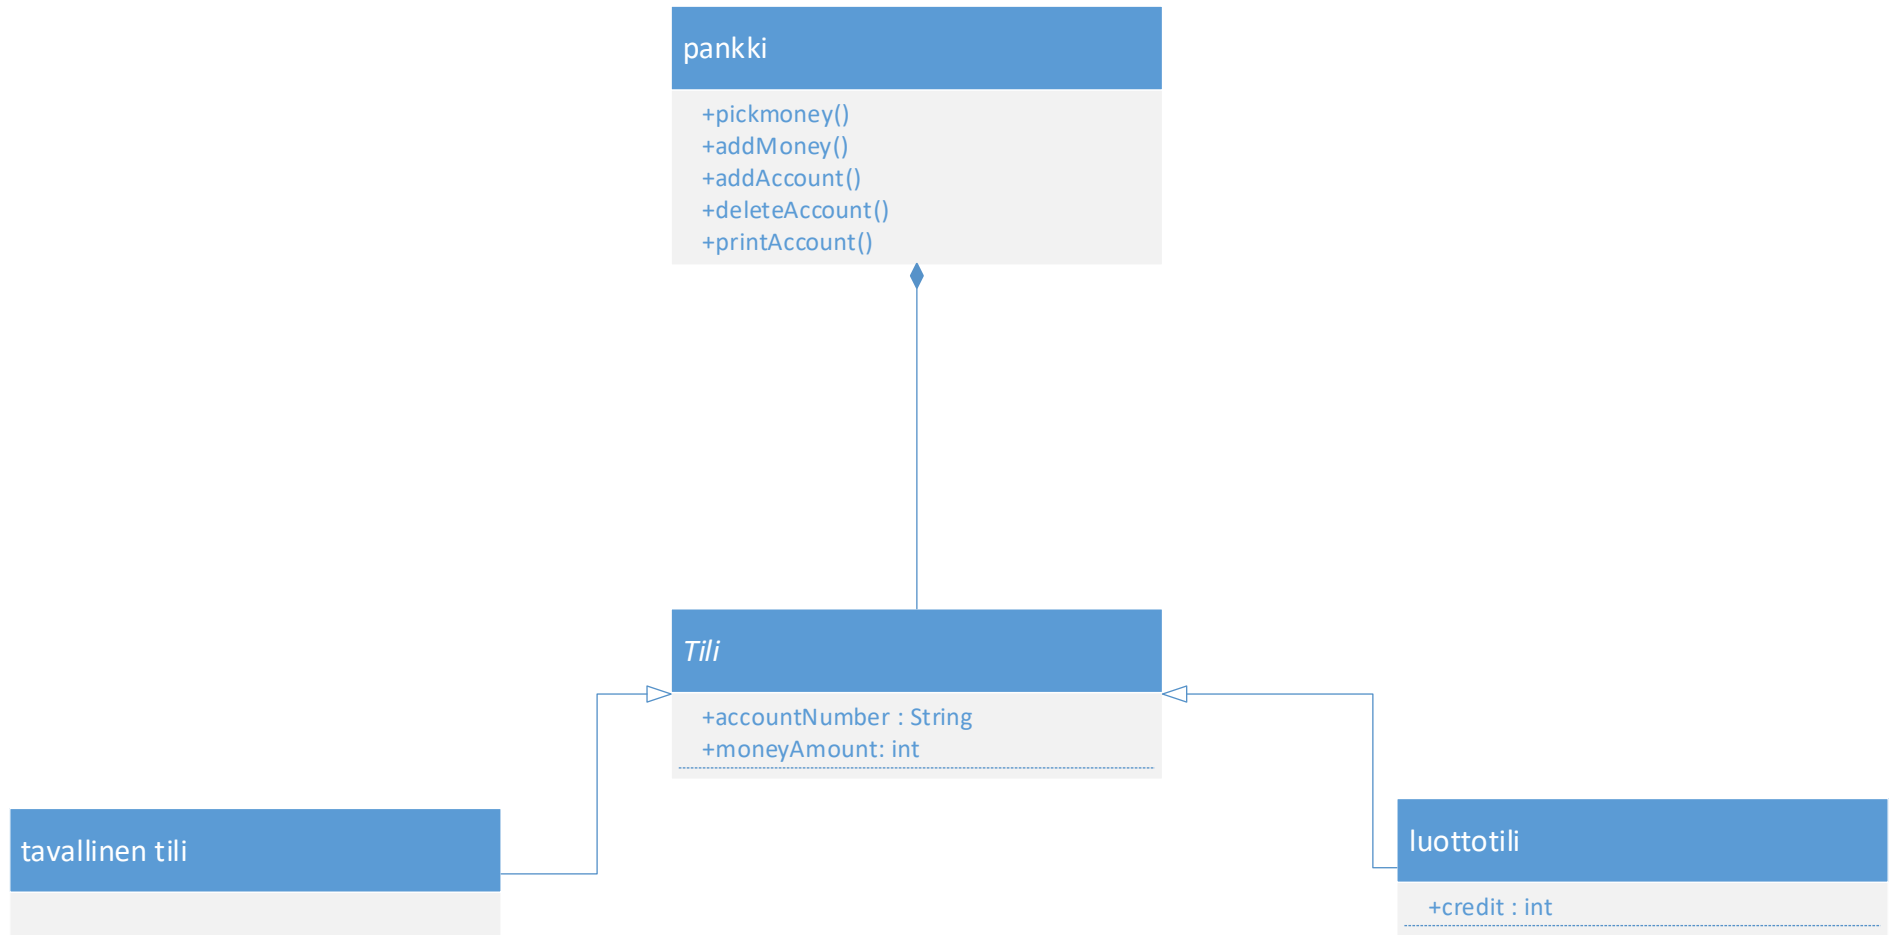 pankki
+pickmoney()
+addMoney()
+addAccount()
+deleteAccount()
+printAccount()
Tili
+accountNumber : String
+moneyAmount: int
tavallinen tili
luottotili
+credit : int